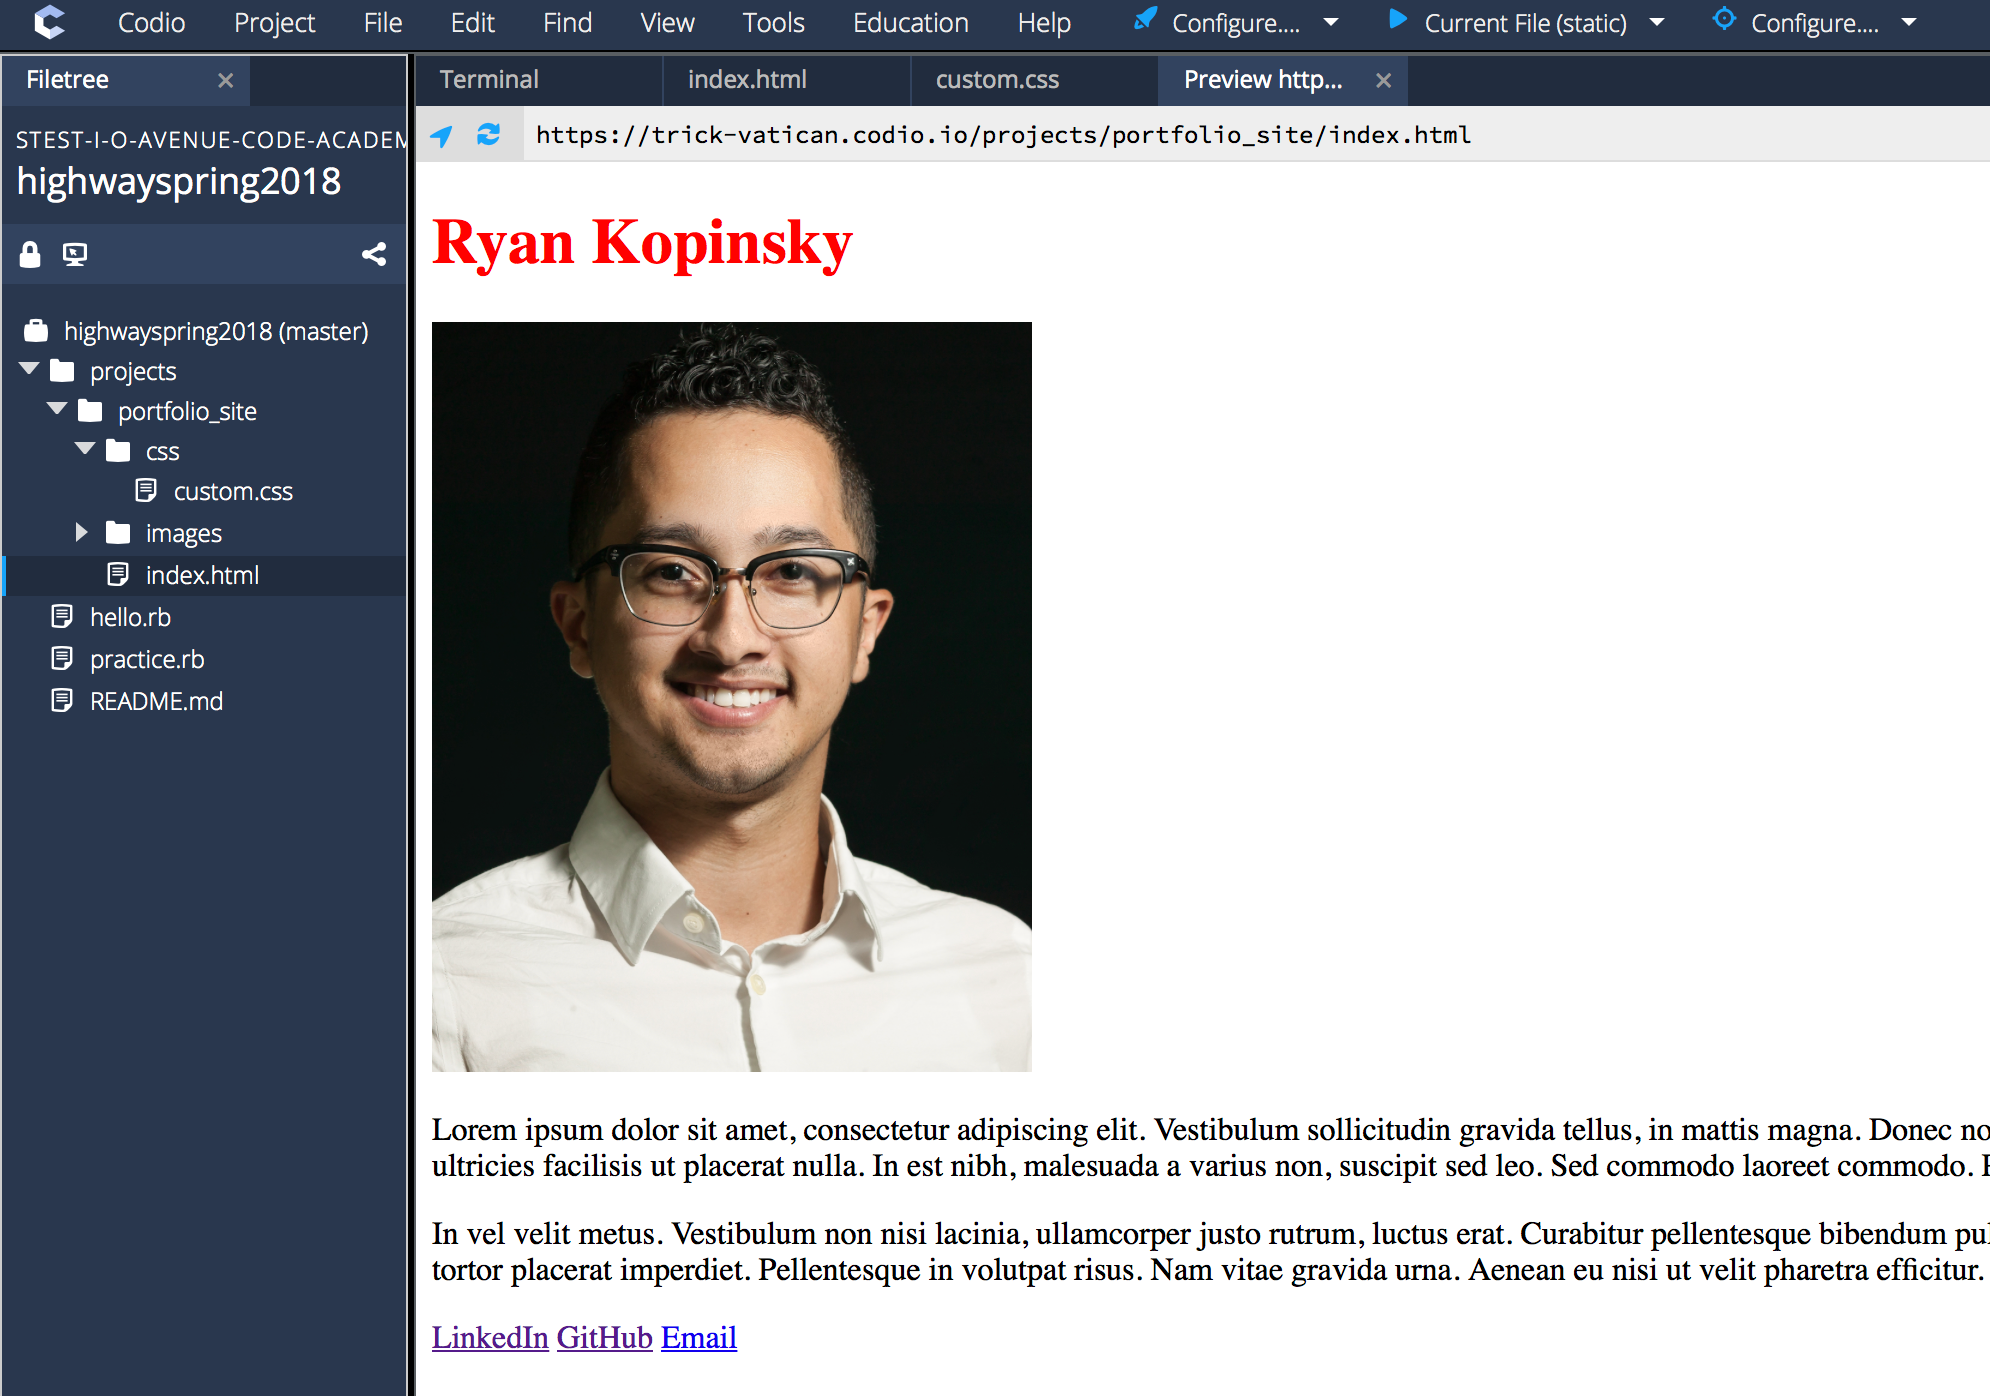 Codio Project File Edit Find View Tools Education Help Configure.... Current File (static) Configure....
Filetree
Terminal index.html custom.css Preview http...
https://trick-vatican.codio.io/projects/portfolio_site/index.html
STEST-I-O-AVENUE-CODE-ACADEM
highwayspring2018
highwayspring2018 (master)
projects
portfolio_site
css
custom.css
images
index.html
hello.rb
practice.rb
README.md
Ryan Kopinsky
Lorem ipsum dolor sit amet, consectetur adipiscing elit. Vestibulum sollicitudin gravida tellus, in mattis magna. Donec no
ultricies facilisis ut placerat nulla. In est nibh, malesuada a varius non, suscipit sed leo. Sed commodo laoreet commodo.
In vel velit metus. Vestibulum non nisi lacinia, ullamcorper justo rutrum, luctus erat. Curabitur pellentesque bibendum pul
tortor placerat imperdiet. Pellentesque in volutpat risus. Nam vitae gravida urna. Aenean eu nisi ut velit pharetra efficitur.
LinkedIn GitHub Email